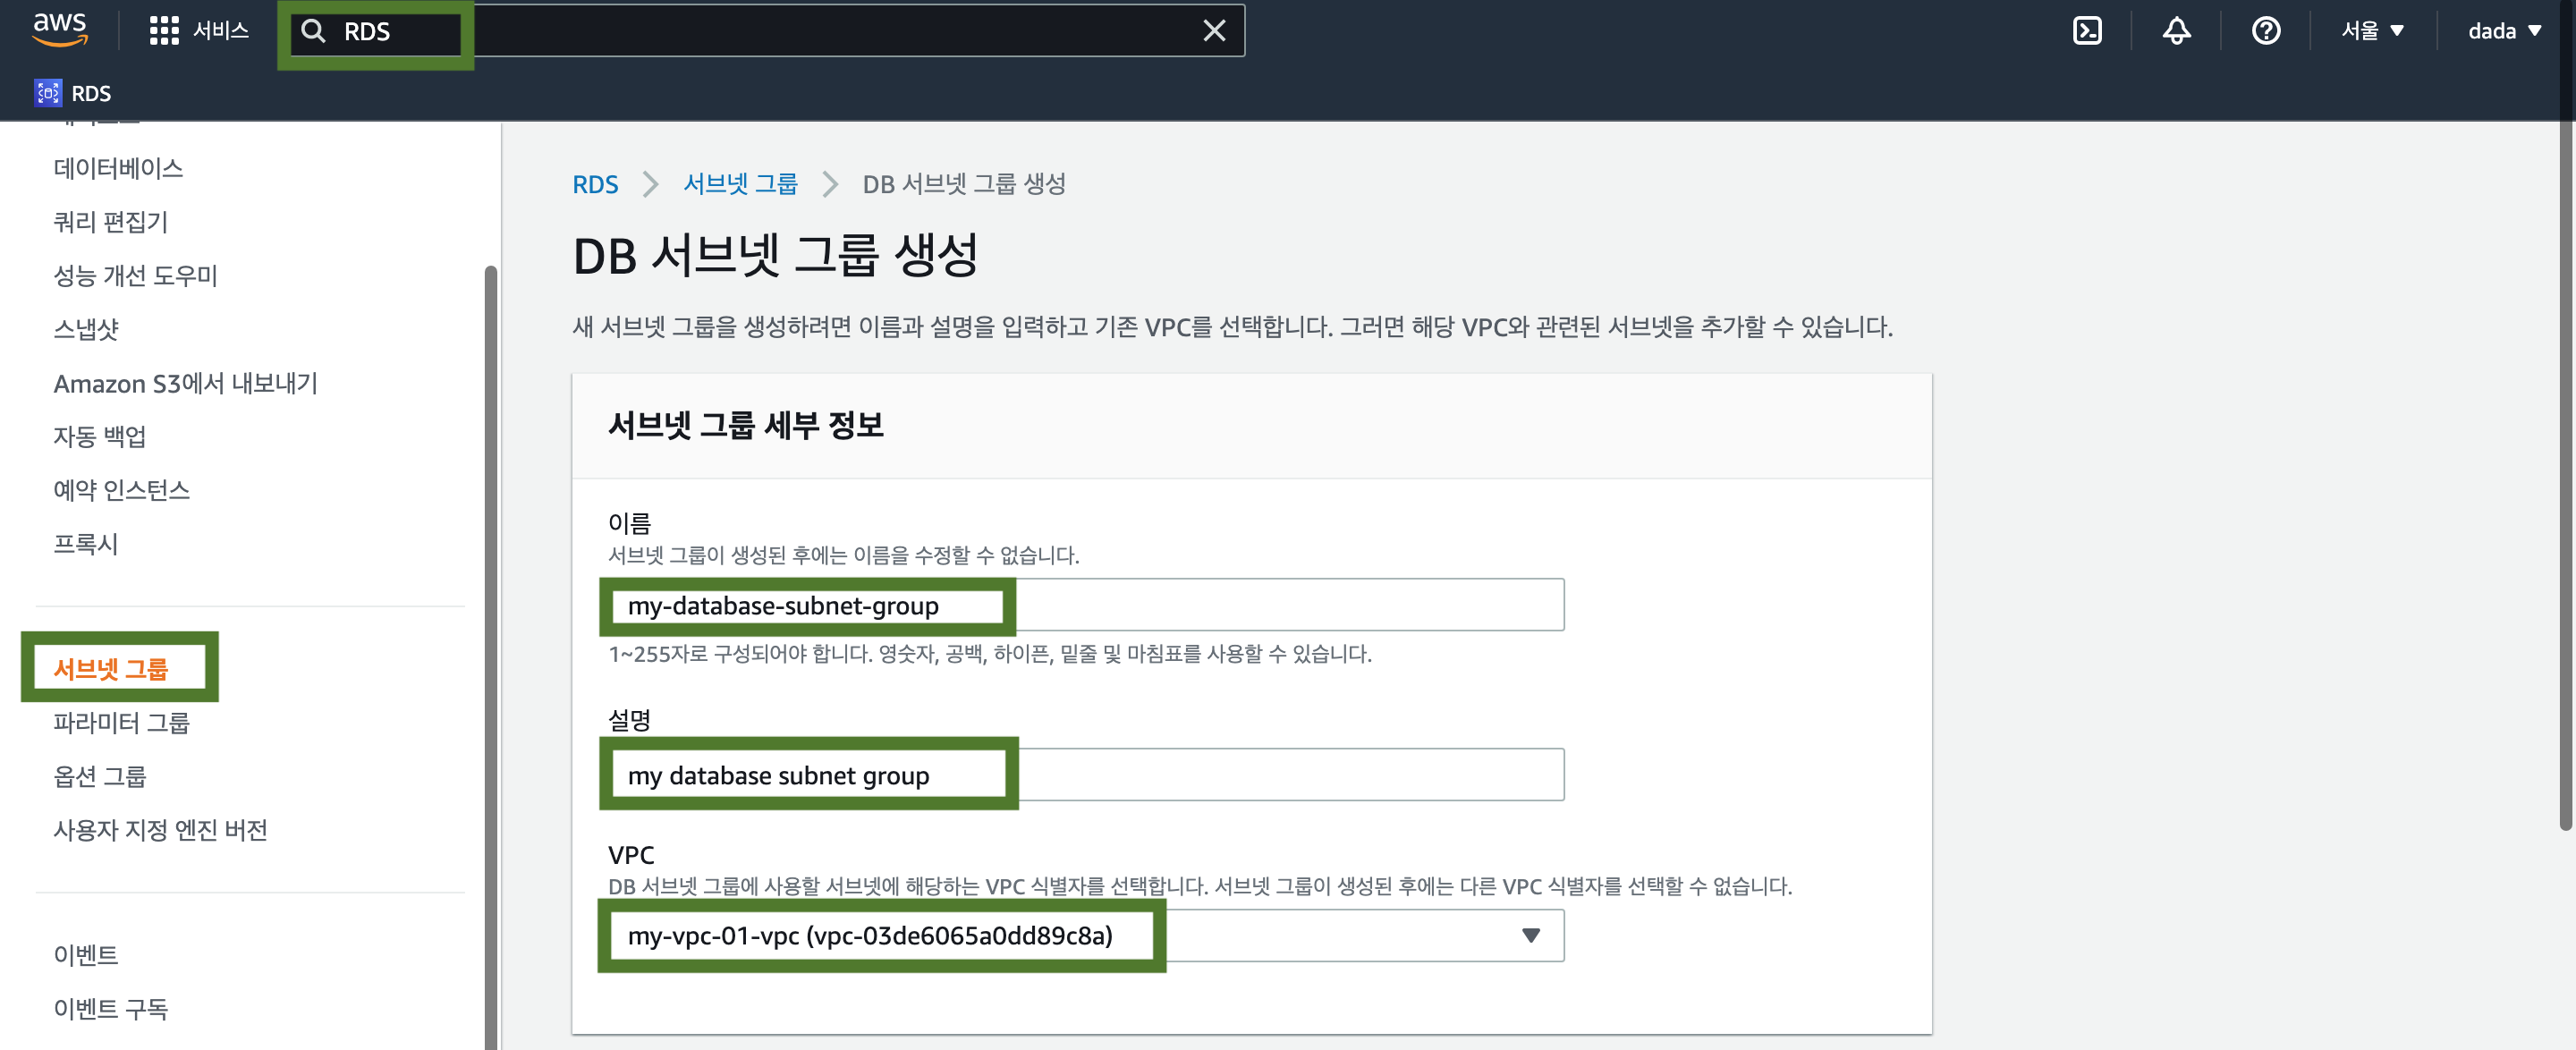 aws
서비스
RDS
서울
dada
RDS
데이터베이스
쿼리 편집기
성능 개선 도우미
스냅샷
Amazon S3에서 내보내기
자동 백업
예약 인스턴스
프록시
서브넷 그룹
파라미터 그룹
옵션 그룹
사용자 지정 엔진 버전
이벤트
이벤트 구독
RDS > 서브넷 그룹 > DB 서브넷 그룹 생성
DB 서브넷 그룹 생성
새 서브넷 그룹을 생성하려면 이름과 설명을 입력하고 기존 VPC를 선택합니다. 그러면 해당 VPC와 관련된 서브넷을 추가할 수 있습니다.
서브넷 그룹 세부 정보
이름
서브넷 그룹이 생성된 후에는 이름을 수정할 수 없습니다.
my-database-subnet-group
1~255자로 구성되어야 합니다. 영숫자, 공백, 하이픈, 밑줄 및 마침표를 사용할 수 있습니다.
설명
my database subnet group
VPC
DB 서브넷 그룹에 사용할 서브넷에 해당하는 VPC 식별자를 선택합니다. 서브넷 그룹이 생성된 후에는 다른 VPC 식별자를 선택할 수 없습니다.
my-vpc-01-vpc (vpc-03de6065a0dd89c8a)